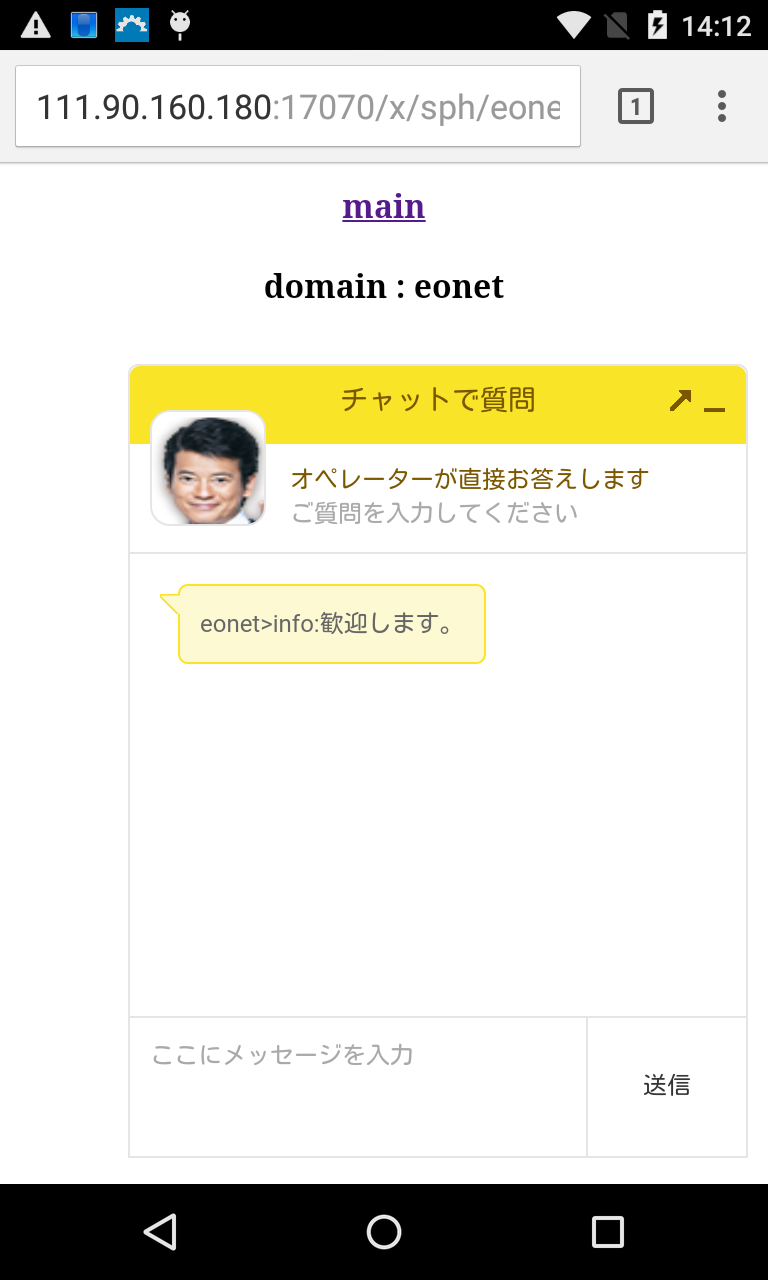 14:12
111.90.160.180:17070/x/sph/eone
1
main
domain : eonet
チャットで質問
オペレーターが直接お答えします
ご質問を入力してください
eonet>info:歓迎します。
ここにメッセージを入力
送信